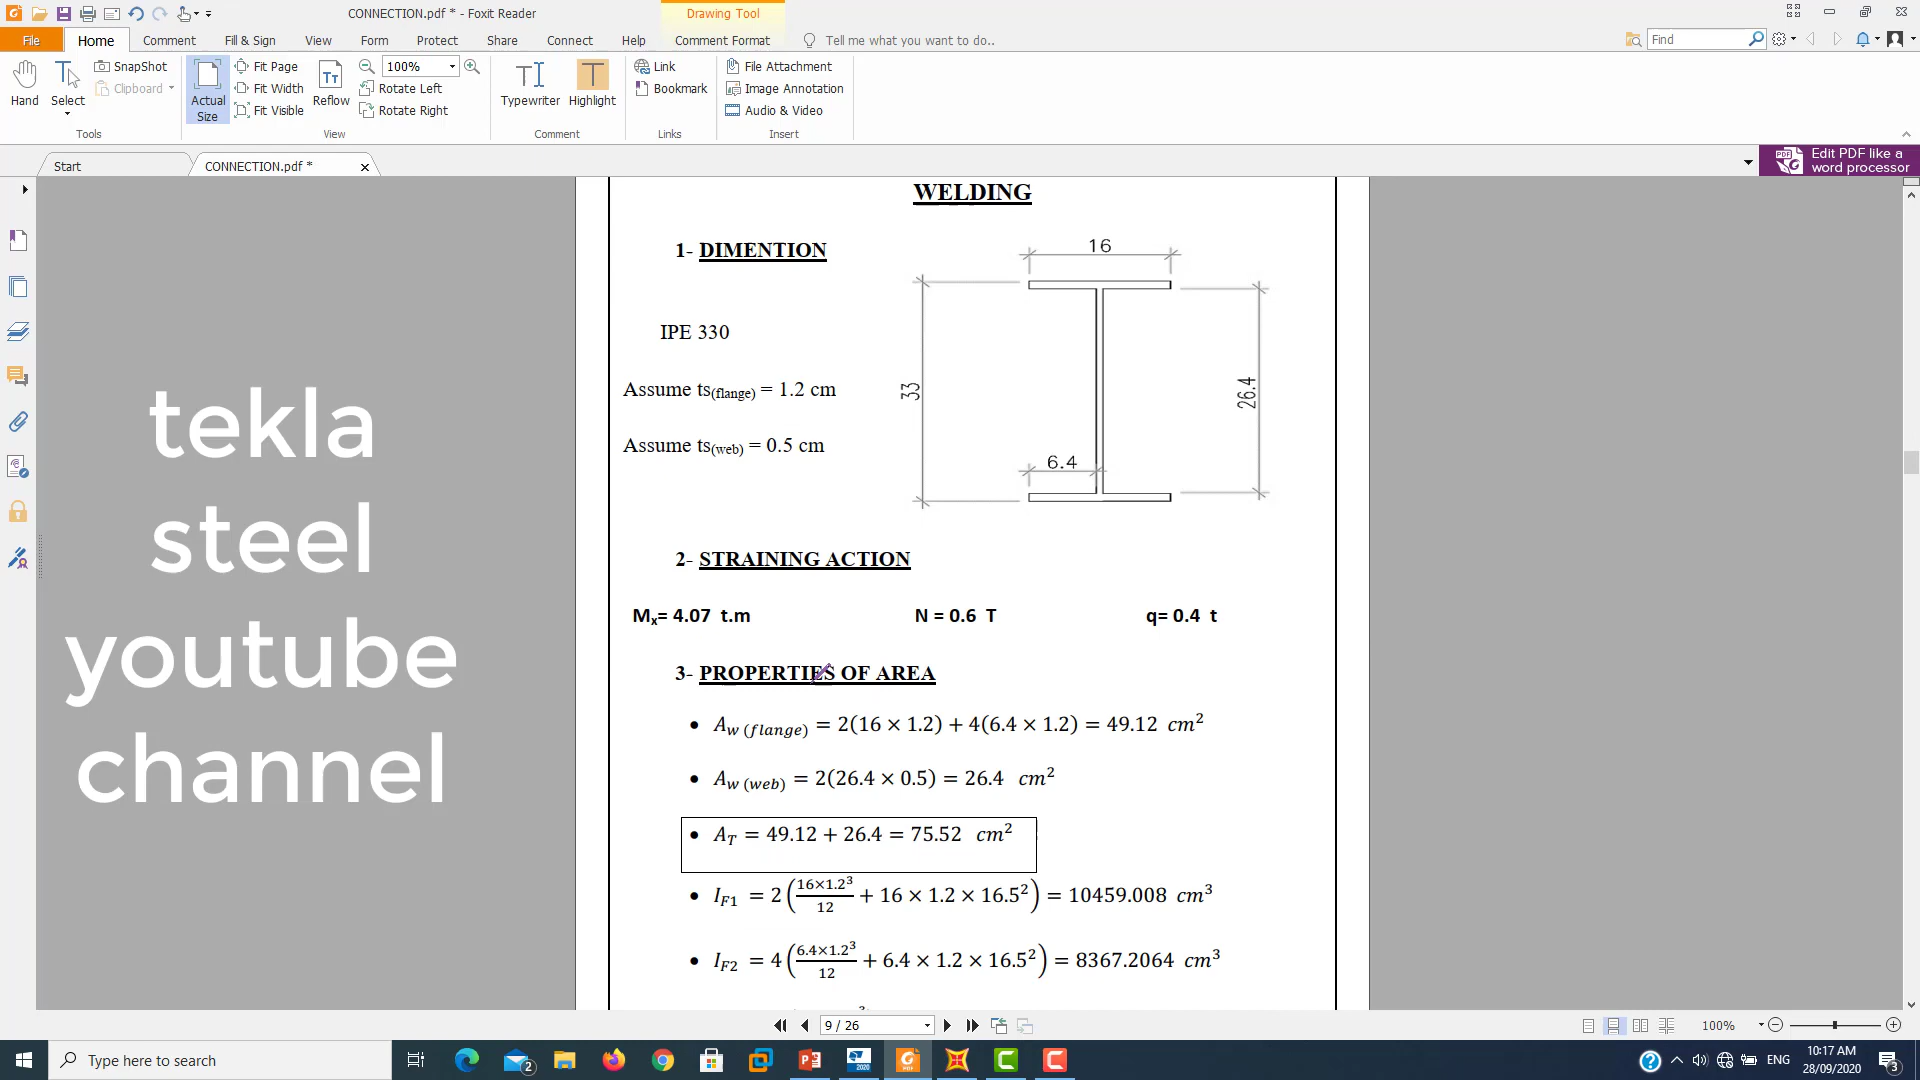 CONNECTION.pdf * - Foxit Reader
Drawing Tool
File
Home
Comment
Fill & Sign
View
Form
Protect
Share
Connect
Help
Comment Format
Tell me what you want to do..
Find
Hand
Select
SnapShot
Clipboard
Tools
Actual
Size
Fit Page
Fit Width
Fit Visible
Reflow
100%
Rotate Left
Rotate Right
View
Typewriter
Highlight
Comment
Link
Bookmark
Links
File Attachment
Image Annotation
Audio & Video
Insert
Start
CONNECTION.pdf *
Edit PDF like a
word processor
tekla
steel
youtube
channel
WELDING
1- DIMENTION
IPE 330
Assume ts(flange) = 1.2 cm
Assume ts(web) = 0.5 cm
16
33
26.4
6.4
2- STRAINING ACTION
Mx= 4.07 t.m N = 0.6 T q= 0.4 t
3- PROPERTIES OF AREA
• A_w (flange) = 2(16 × 1.2) + 4(6.4 × 1.2) = 49.12 cm²
• A_w (web) = 2(26.4 × 0.5) = 26.4 cm²
• A_T = 49.12 + 26.4 = 75.52 cm²
• I_F1 = 2 (16×1.2³/12 + 16 × 1.2 × 16.5²) = 10459.008 cm³
• I_F2 = 4 (6.4×1.2³/12 + 6.4 × 1.2 × 16.5²) = 8367.2064 cm³
9 / 26
100%
Type here to search
2
2020
PDF
ENG
10:17 AM
28/09/2020
3